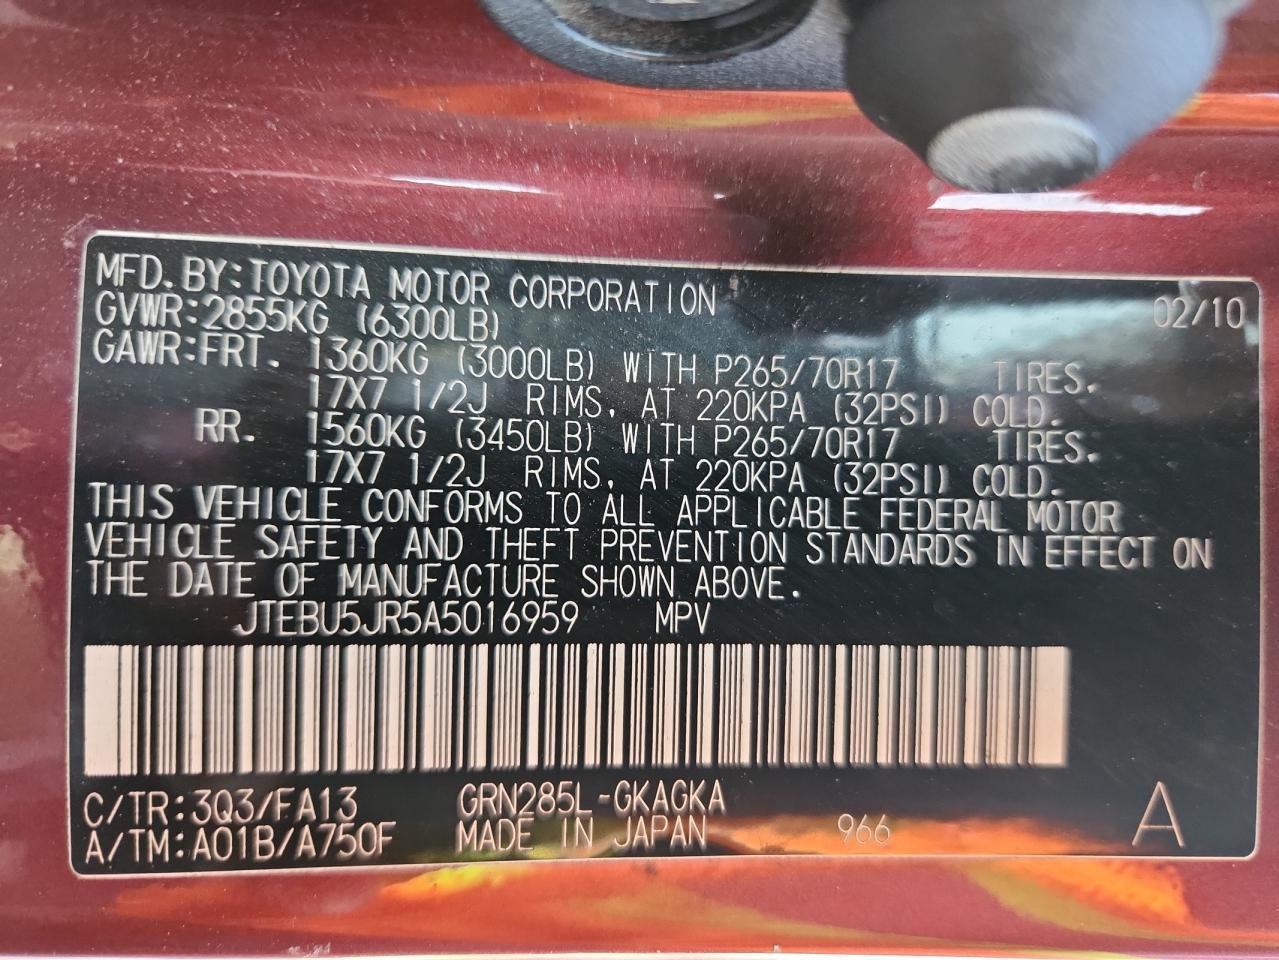 MFD.BY:TOYOTA MOTOR CORPORATION 02/10
GVWR:2855KG (6300LB)
GAWR:FRT. 1360KG (3000LB) WITH P265/70R17 TIRES.
17X7 1/2J RIMS, AT 220KPA (32PSI) COLD.
RR. 1560KG (3450LB) WITH P265/70R17 TIRES.
17X7 1/2J RIMS, AT 220KPA (32PSI) COLD.
THIS VEHICLE CONFORMS TO ALL APPLICABLE FEDERAL MOTOR
VEHICLE SAFETY AND THEFT PREVENTION STANDARDS IN EFFECT ON
THE DATE OF MANUFACTURE SHOWN ABOVE.
JTEBU5JR5A5016959 MPV
C/TR:3Q3/FA13 GRN285L-GKAGKA
A/TM:A01B/A750F MADE IN JAPAN 966 A